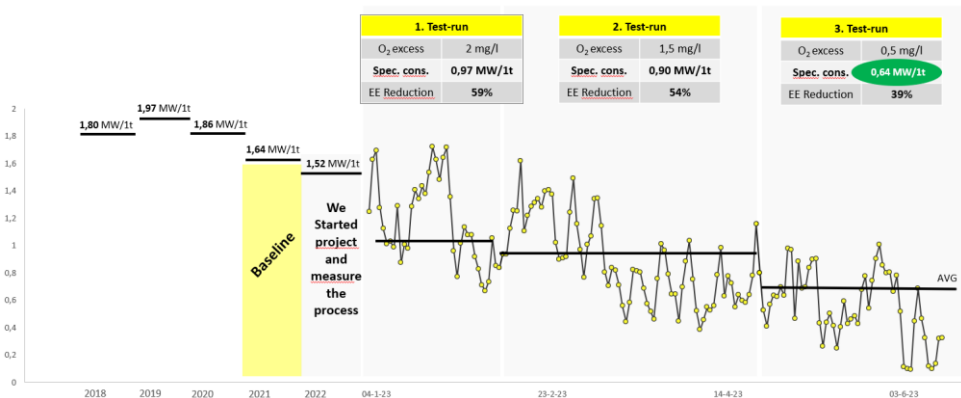 1. Test-run
O2 excess 2 mg/l
Spec. cons. 0,97 MW/1t
EE Reduction 59%
2. Test-run
O2 excess 1,5 mg/l
Spec. cons. 0,90 MW/1t
EE Reduction 54%
3. Test-run
O2 excess 0,5 mg/l
Spec. cons. 0,64 MW/1t
EE Reduction 39%
2
1,8
1,6
1,4
1,2
1
0,8
0,6
0,4
0,2
0
1,80 MW/1t
1,97 MW/1t
1,86 MW/1t
1,64 MW/1t
1,52 MW/1t
Baseline
We
Started
project
and
measure
the
process
AVG
2018 2019 2020 2021 2022 04-1-23 23-2-23 14-4-23 03-6-23